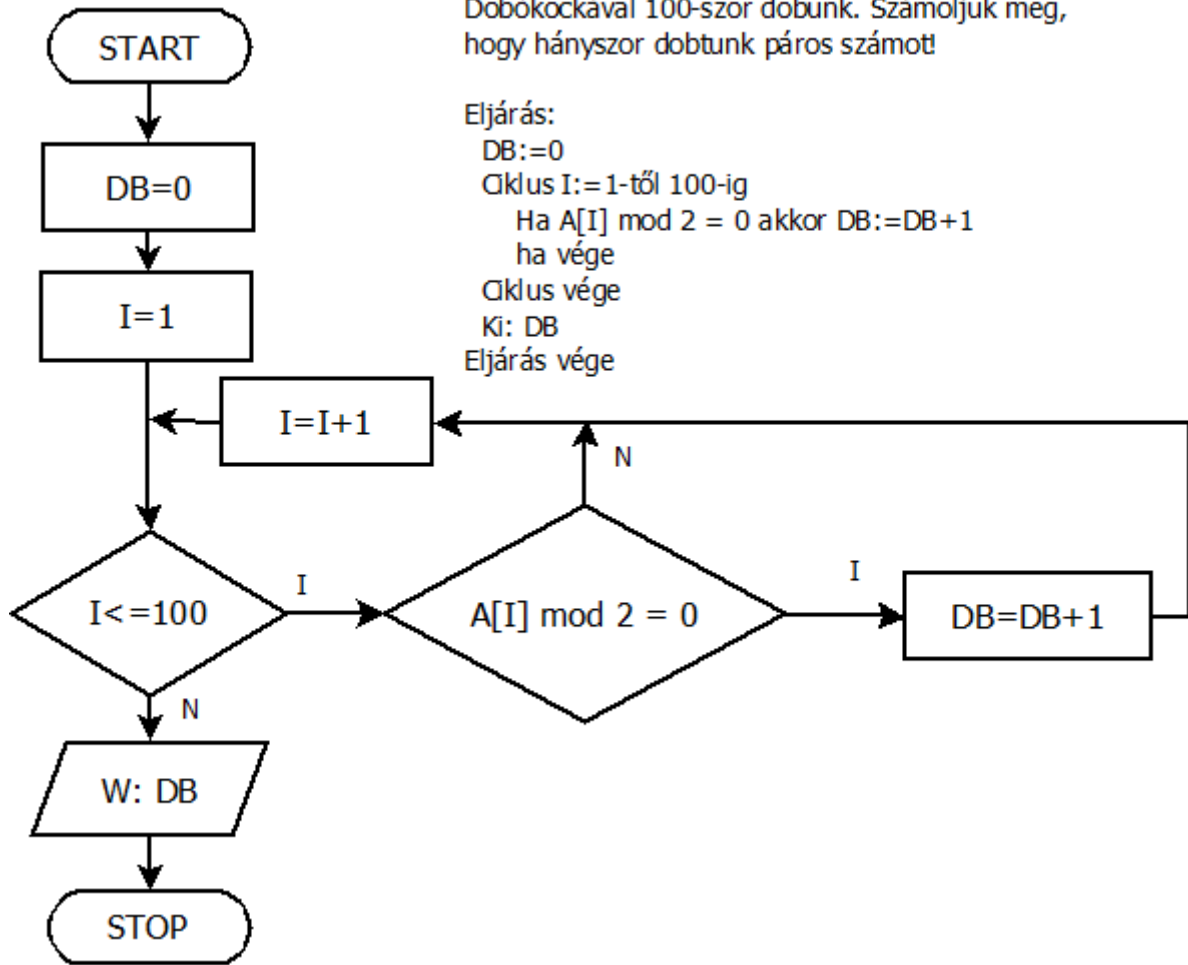 Dobókockával 100-szor dobunk. Számoljuk meg,
hogy hányszor dobtunk páros számot!
START
Eljárás:
DB:=0
Ciklus I:=1-től 100-ig
Ha A[I] mod 2 = 0 akkor DB:=DB+1
ha vége
Ciklus vége
Ki: DB
Eljárás vége
DB=0
I=1
I=I+1
N
I<=100
I
A[I] mod 2 = 0
I
DB=DB+1
N
W: DB
STOP